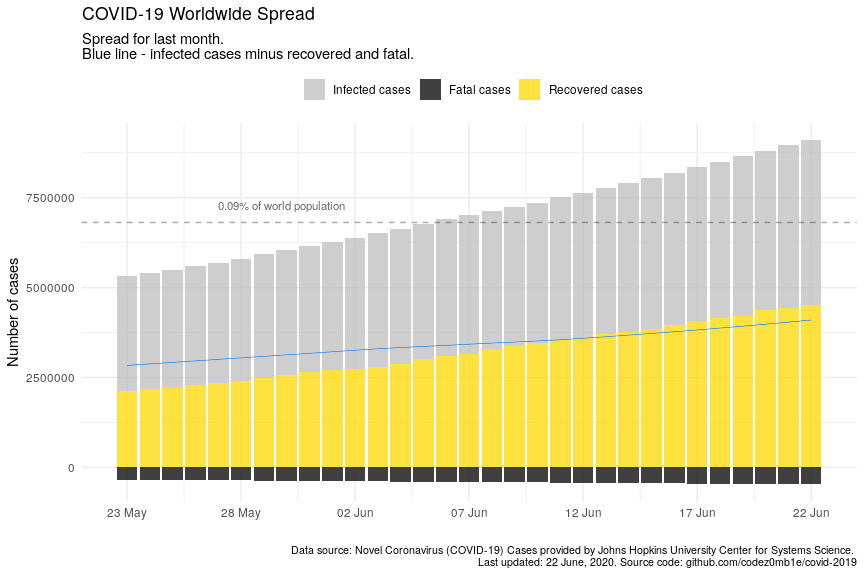 COVID-19 Worldwide Spread
Spread for last month.
Blue line - infected cases minus recovered and fatal.
Infected cases
Fatal cases
Recovered cases
Number of cases
7500000
5000000
2500000
0
0.09% of world population
23 May
28 May
02 Jun
07 Jun
12 Jun
17 Jun
22 Jun
Data source: Novel Coronavirus (COVID-19) Cases provided by Johns Hopkins University Center for Systems Science.
Last updated: 22 June, 2020. Source code: github.com/codez0mb1e/covid-2019